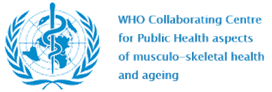 WHO Collaborating Centre
for Public Health aspects
of musculo-skeletal health
and ageing